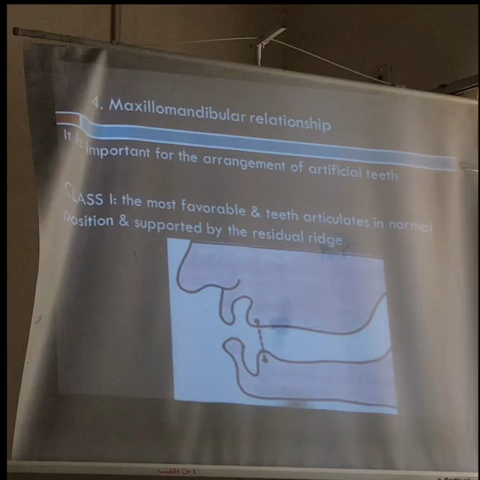 4. Maxillomandibular relationship
It is important for the arrangement of artificial teeth
CLASS I: the most favorable & teeth articulates in normal
Position & supported by the residual ridge